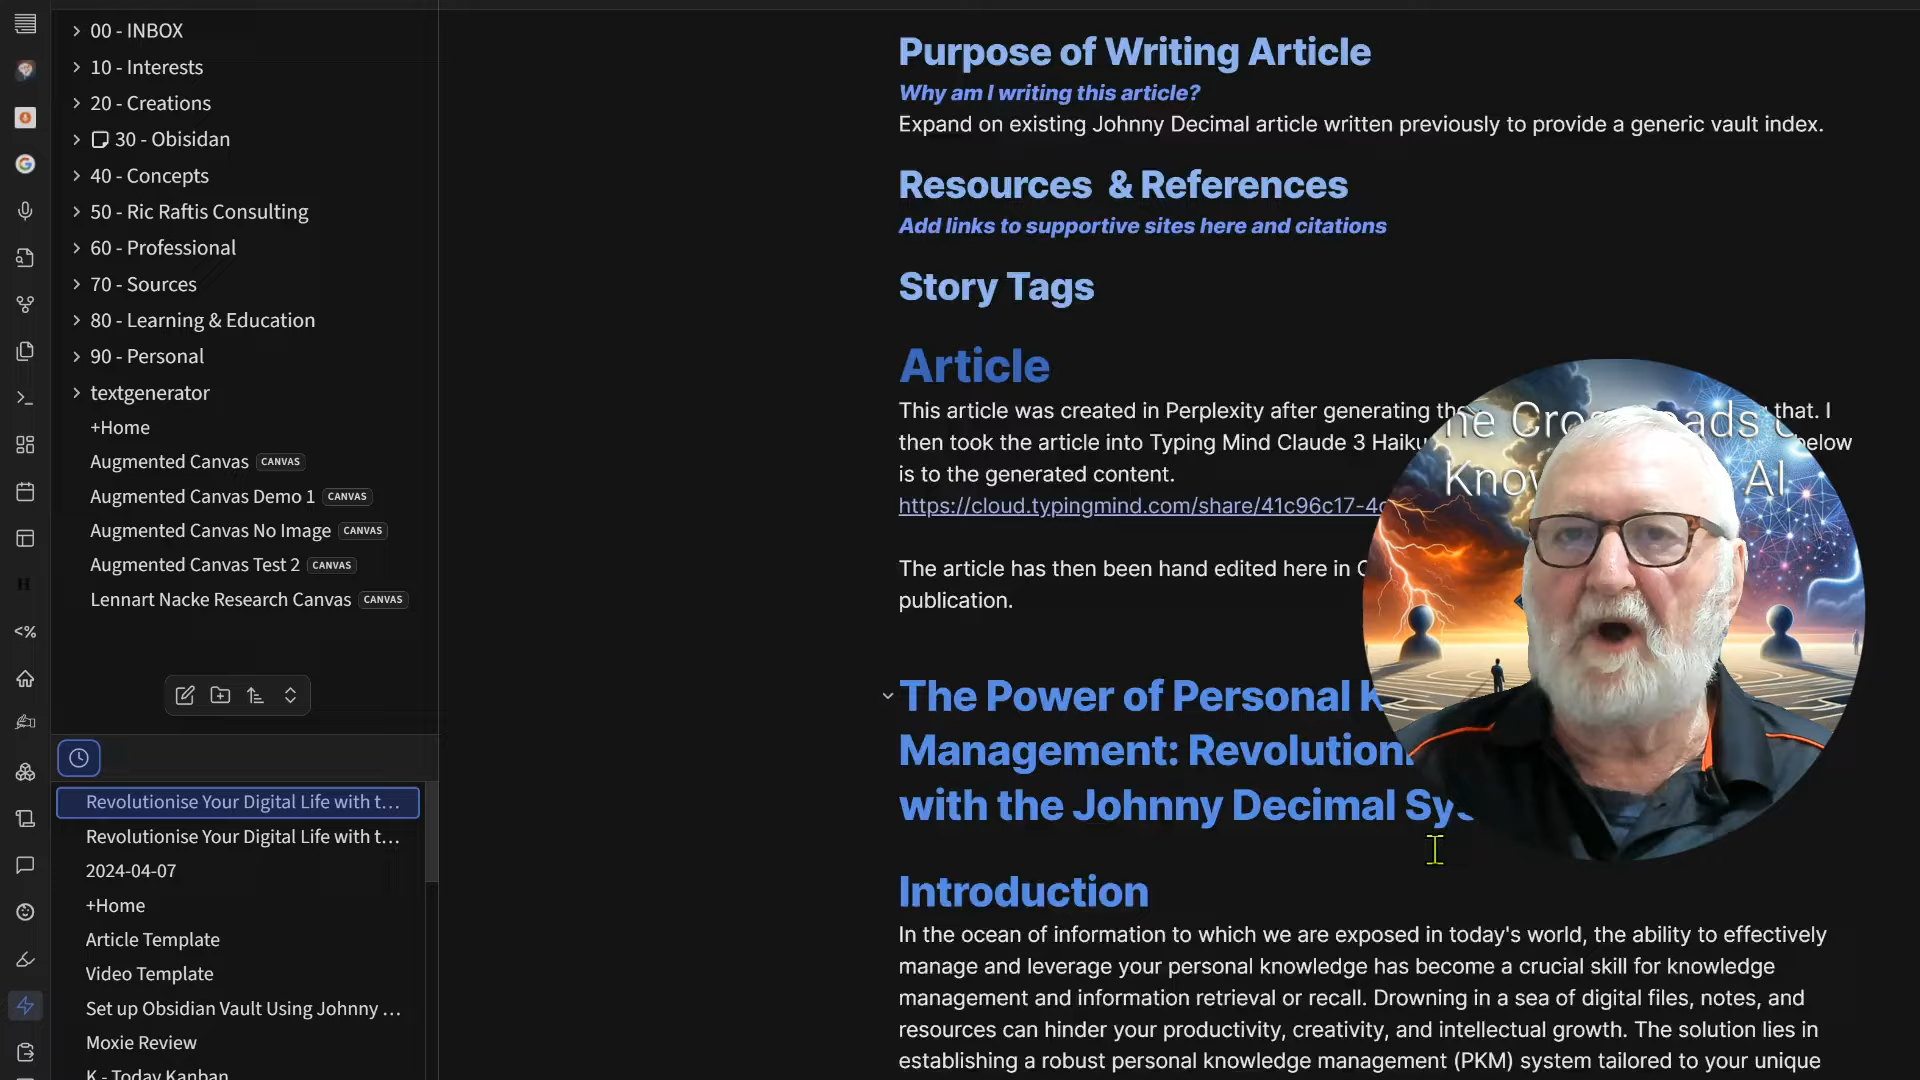 00 - INBOX
10 - Interests
20 - Creations
30 - Obisidan
40 - Concepts
50 - Ric Raftis Consulting
60 - Professional
70 - Sources
80 - Learning & Education
90 - Personal
textgenerator
+Home
Augmented Canvas CANVAS
Augmented Canvas Demo 1 CANVAS
Augmented Canvas No Image CANVAS
Augmented Canvas Test 2 CANVAS
Lennart Nacke Research Canvas CANVAS
Revolutionise Your Digital Life with t...
Revolutionise Your Digital Life with t...
2024-04-07
+Home
Article Template
Video Template
Set up Obsidian Vault Using Johnny ...
Moxie Review
K - Today Kanban
Purpose of Writing Article
Why am I writing this article?
Expand on existing Johnny Decimal article written previously to provide a generic vault index.
Resources & References
Add links to supportive sites here and citations
Story Tags
Article
This article was created in Perplexity after generating that. I
then took the article into Typing Mind Claude 3 below
is to the generated content.
https://cloud.typingmind.com/share/41c96c17-4
The article has then been hand edited here in
publication.
The Power of Personal
Management:
with the Johnny Decimal
Introduction
In the ocean of information to which we are exposed in today's world, the ability to effectively
manage and leverage your personal knowledge has become a crucial skill for knowledge
management and information retrieval or recall. Drowning in a sea of digital files, notes, and
resources can hinder your productivity, creativity, and intellectual growth. The solution lies in
establishing a robust personal knowledge management (PKM) system tailored to your unique
AI